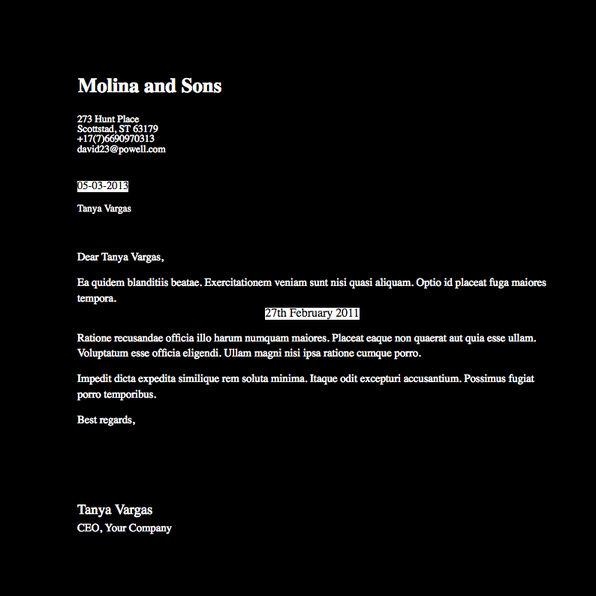 Molina and Sons
273 Hunt Place
Scottstad, ST 63179
+17(7)6690970313
david23@powell.com
05-03-2013
Tanya Vargas
Dear Tanya Vargas,
Ea quidem blanditiis beatae. Exercitationem veniam sunt nisi quasi aliquam. Optio id placeat fuga maiores
tempora.
27th February 2011
Ratione recusandae officia illo harum numquam maiores. Placeat eaque non quaerat aut quia esse ullam.
Voluptatum esse officia eligendi. Ullam magni nisi ipsa ratione cumque porro.
Impedit dicta expedita similique rem soluta minima. Itaque odit excepturi accusantium. Possimus fugiat
porro temporibus.
Best regards,
Tanya Vargas
CEO, Your Company